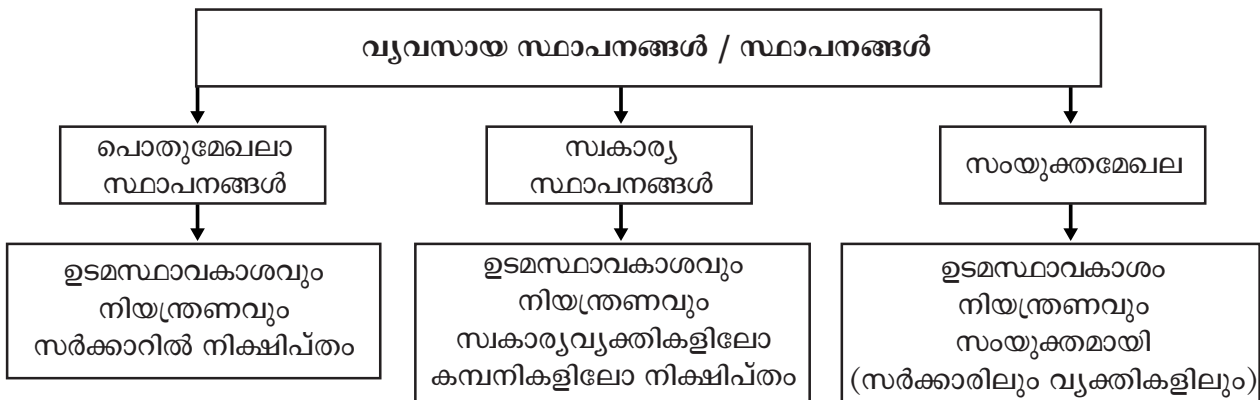 വ്യവസായ സ്ഥാപനങ്ങൾ / സ്ഥാപനങ്ങൾ
പൊതുമേഖലാ
സ്ഥാപനങ്ങൾ
സ്വകാര്യ
സ്ഥാപനങ്ങൾ
സംയുക്തമേഖല
ഉടമസ്ഥാവകാശവും
നിയന്ത്രണവും
സർക്കാറിൽ നിക്ഷിപ്തം
ഉടമസ്ഥാവകാശവും
നിയന്ത്രണവും
സ്വകാര്യവ്യക്തികളിലോ
കമ്പനികളിലോ നിക്ഷിപ്തം
ഉടമസ്ഥാവകാശം
നിയന്ത്രണവും
സംയുക്തമായി
(സർക്കാരിലും വ്യക്തികളിലും)